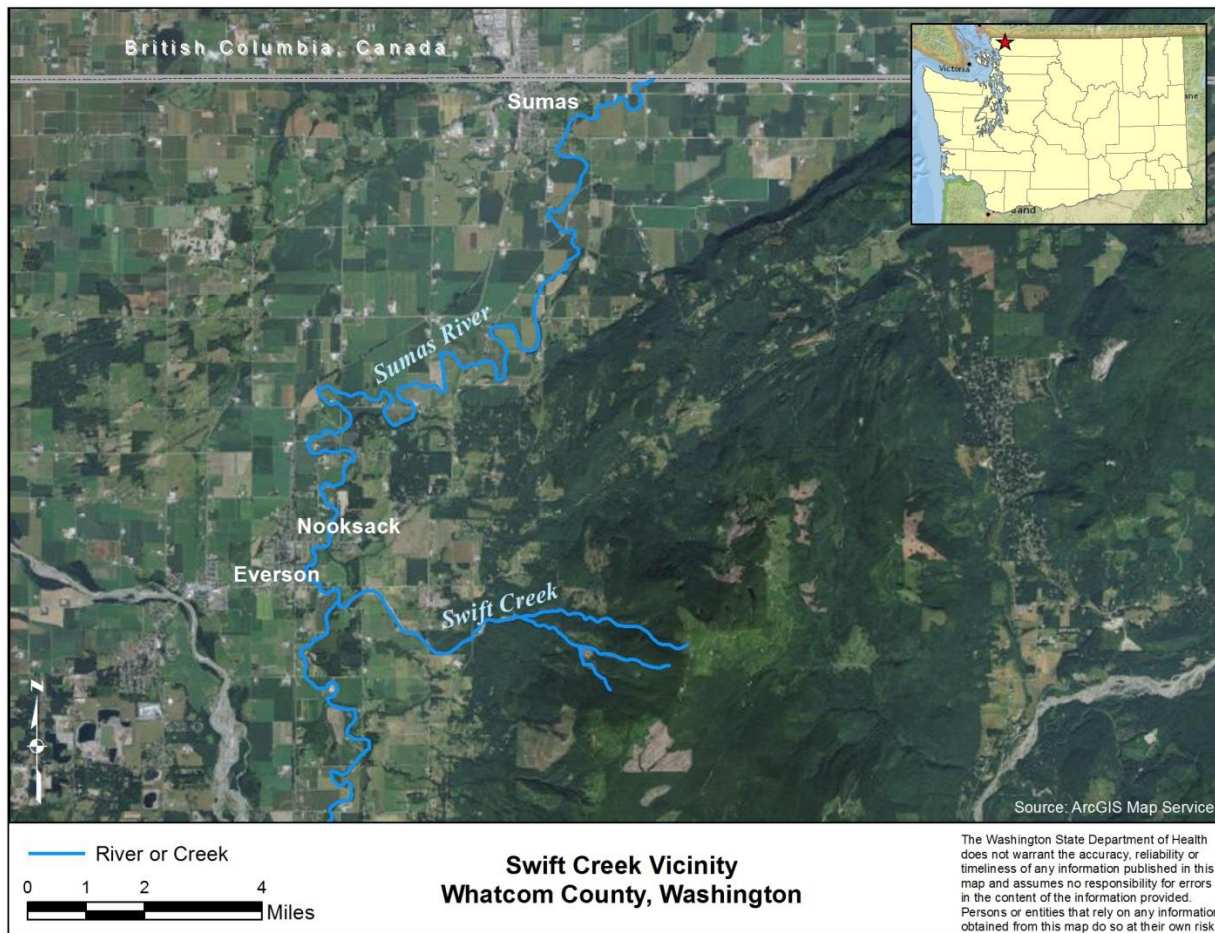 British Columbia, Canada
Victoria
Sumas
Sumas River
Nooksack
Everson
Swift Creek
N
Source: ArcGIS Map Service
River or Creek
0 1 2 4
Miles
Swift Creek Vicinity
Whatcom County, Washington
The Washington State Department of Health
does not warrant the accuracy, reliability or
timeliness of any information published in this
map and assumes no responsibility for errors
in the content of the information provided.
Persons or entities that rely on any information
obtained from this map do so at their own risk